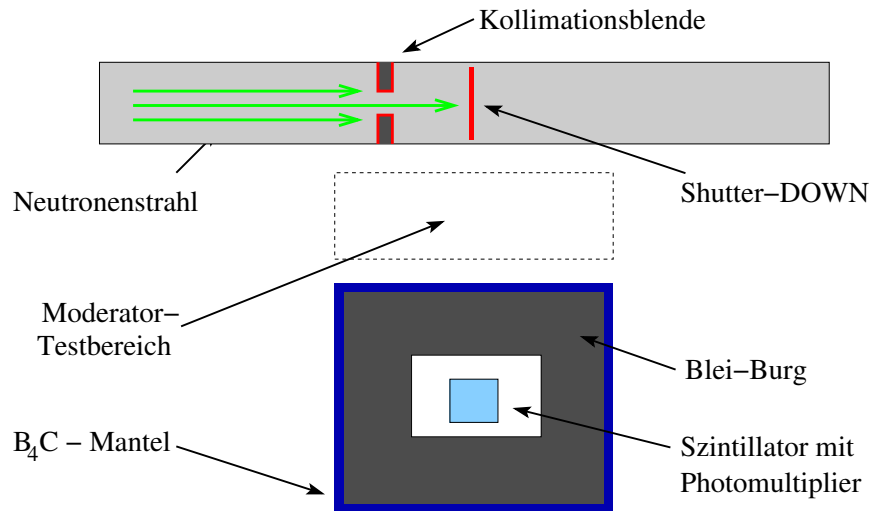 Kollimationsblende
Neutronenstrahl
Shutter−DOWN
Moderator−
Testbereich
Blei−Burg
B₄C − Mantel
Szintillator mit
Photomultiplier